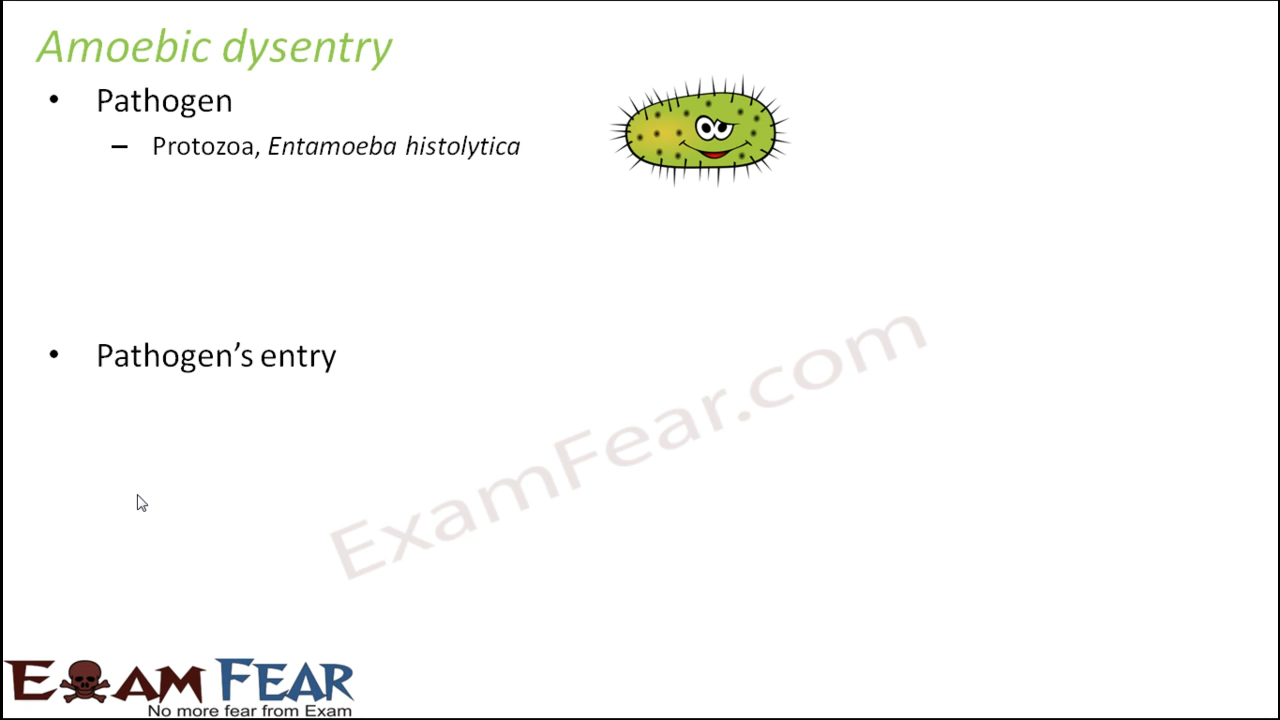 Amoebic dysentry
• Pathogen
– Protozoa, Entamoeba histolytica
• Pathogen’s entry
ExamFear.com
EXAM FEAR
No more fear from Exam